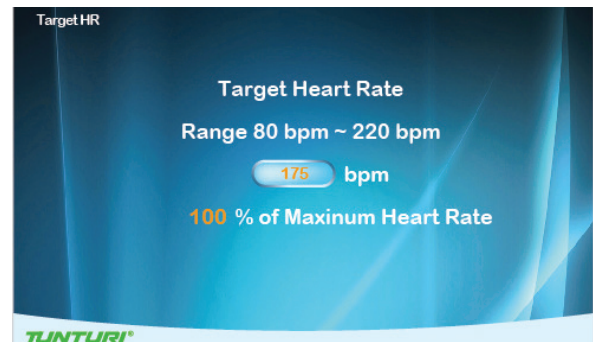 Target HR
Target Heart Rate
Range 80 bpm ~ 220 bpm
175 bpm
100 % of Maxinum Heart Rate
TUNTURI®